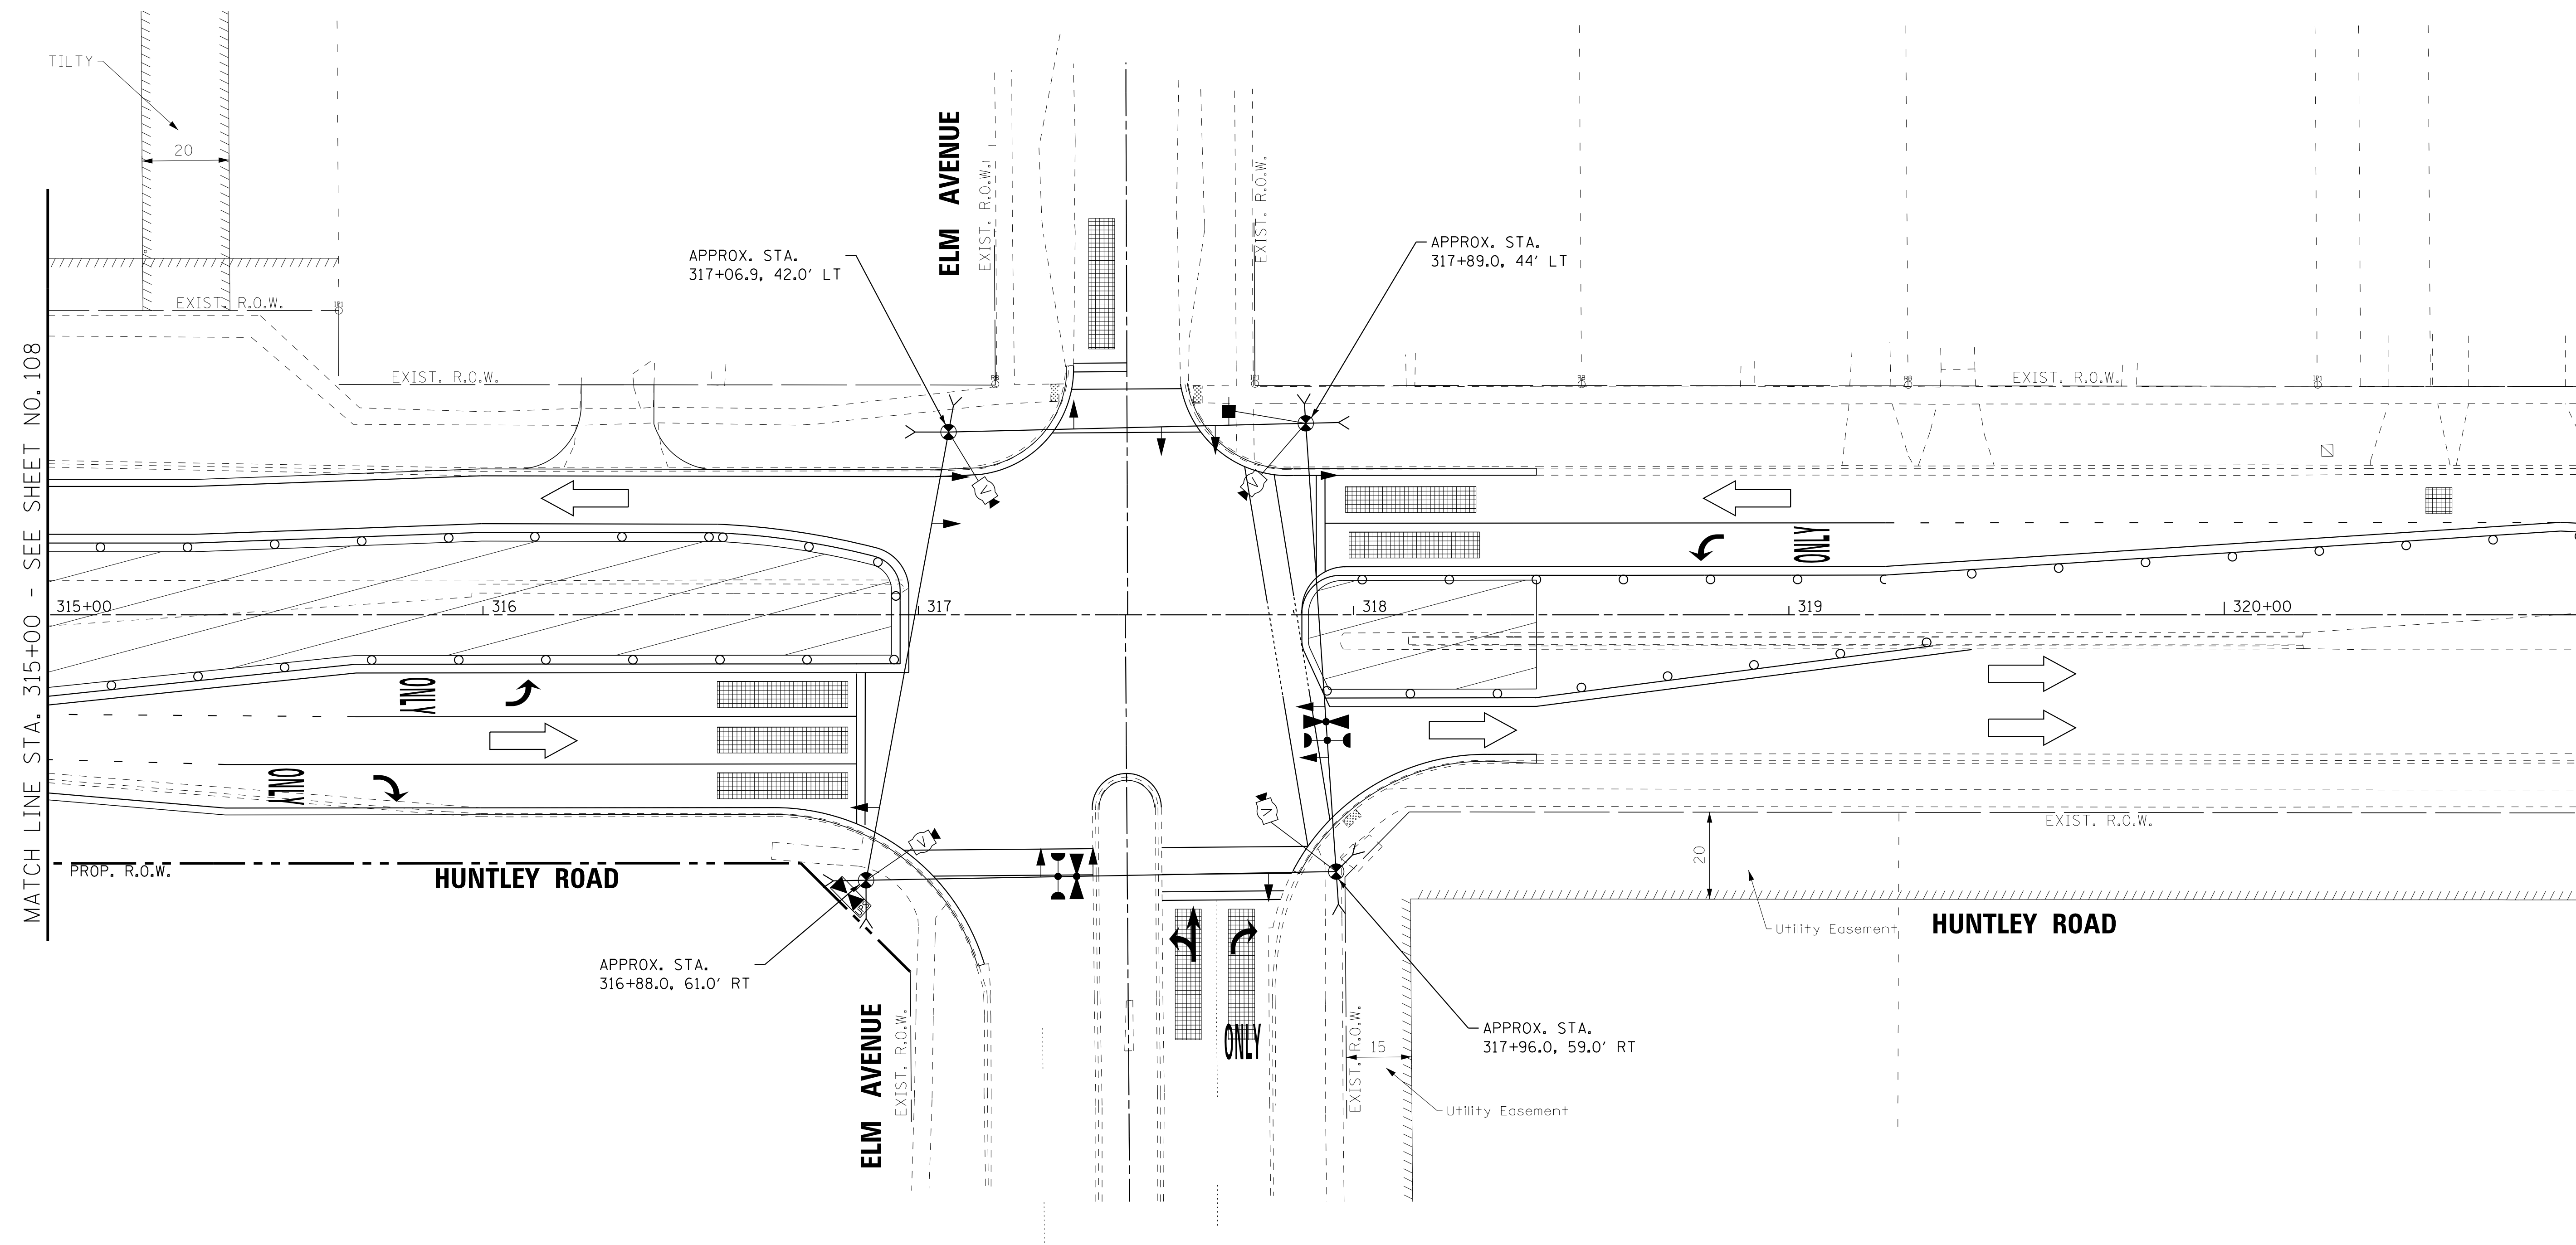 TILTY
20
ELM AVENUE
EXIST. R.O.W.
EXIST. R.O.W.
APPROX. STA.
317+06.9, 42.0' LT
APPROX. STA.
317+89.0, 44' LT
EXIST. R.O.W.
EXIST. R.O.W.
EXIST. R.O.W.
MATCH LINE STA. 315+00 - SEE SHEET NO. 108
V
V
ONLY
315+00
316
317
318
319
320+00
ONLY
ONLY
V
V
PROP. R.O.W.
HUNTLEY ROAD
EXIST. R.O.W.
20
Utility Easement
HUNTLEY ROAD
APPROX. STA.
316+88.0, 61.0' RT
ONLY
APPROX. STA.
317+96.0, 59.0' RT
ELM AVENUE
EXIST. R.O.W.
EXIST. R.O.W.
15
Utility Easement